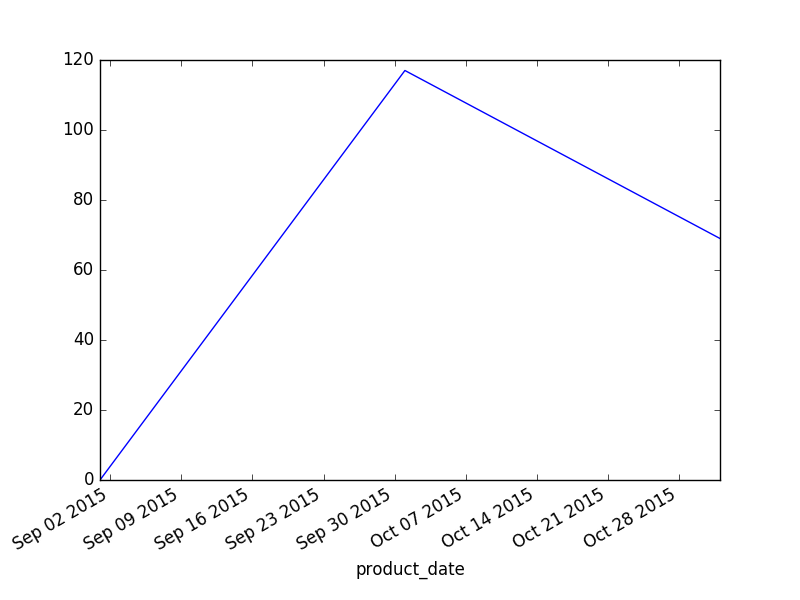 120
100
80
60
40
20
0
Sep 02 2015
Sep 09 2015
Sep 16 2015
Sep 23 2015
Sep 30 2015
Oct 07 2015
Oct 14 2015
Oct 21 2015
Oct 28 2015
product_date